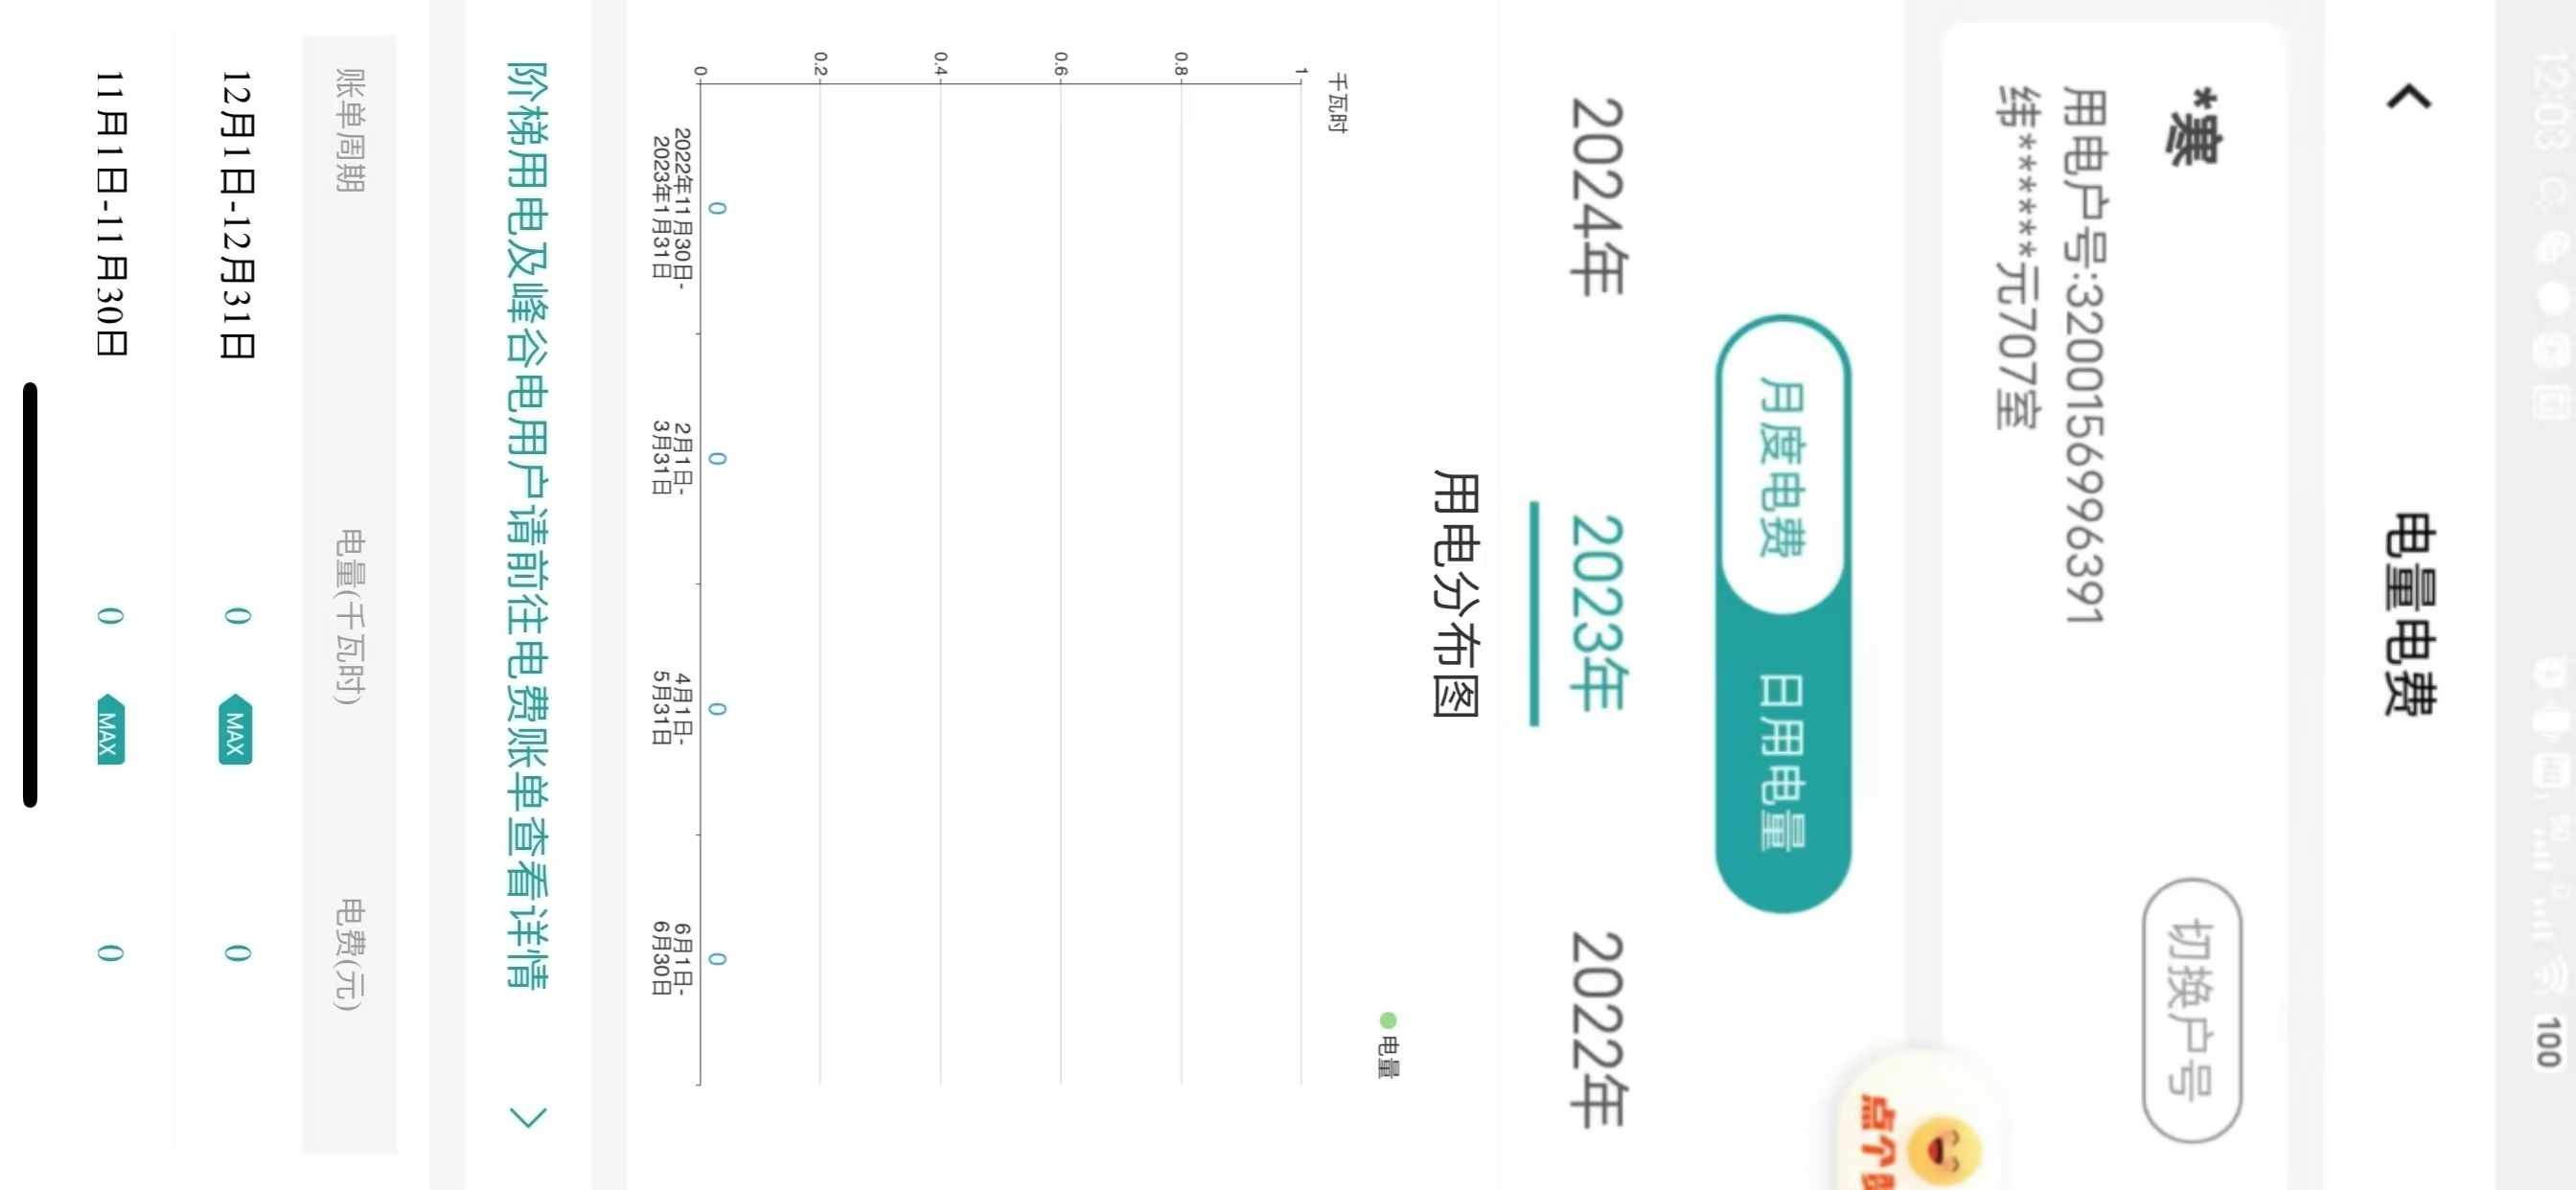 12:03
5G
100
电量电费
*寒
切换户号
用电户号:3200156996391
纬*******元707室
点个
月度电费
日用电量
2024年
2023年
2022年
用电分布图
电量
千瓦时
1
0.8
0.6
0.4
0.2
0
0
0
0
0
2022年11月30日-
2023年1月31日
2月1日-
3月31日
4月1日-
5月31日
6月1日-
6月30日
阶梯用电及峰谷电用户请前往电费账单查看详情
账单周期 电量(千瓦时) 电费(元)
12月1日-12月31日 0 MAX 0
11月1日-11月30日 0 MAX 0